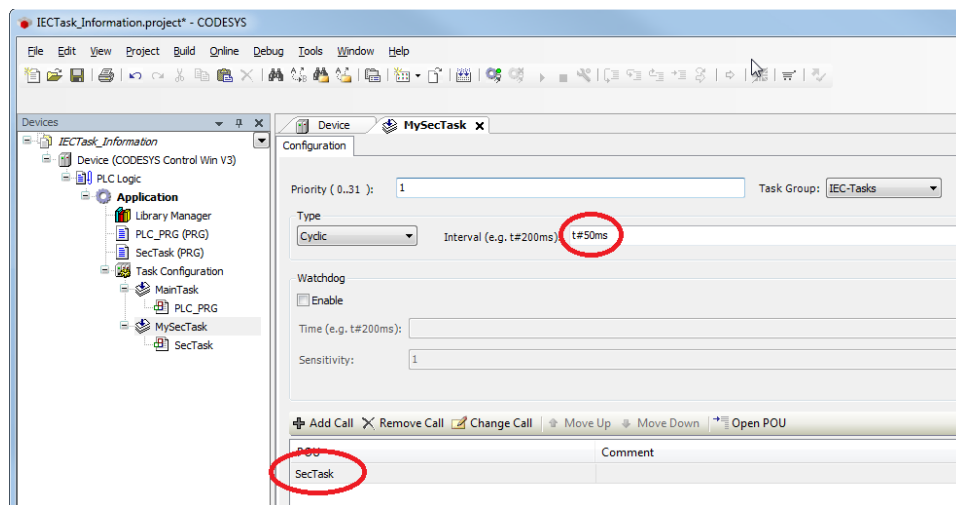 IECTask_Information.project* - CODESYS
File Edit View Project Build Online Debug Tools Window Help
Devices
IECTask_Information
Device (CODESYS Control Win V3)
PLC Logic
Application
Library Manager
PLC_PRG (PRG)
SecTask (PRG)
Task Configuration
MainTask
PLC_PRG
MySecTask
SecTask
Device MySecTask
Configuration
Priority ( 0..31 ): 1 Task Group: IEC-Tasks
Type
Cyclic Interval (e.g. t#200ms): t#50ms
Watchdog
Enable
Time (e.g. t#200ms):
Sensitivity: 1
Add Call Remove Call Change Call Move Up Move Down Open POU
POU Comment
SecTask